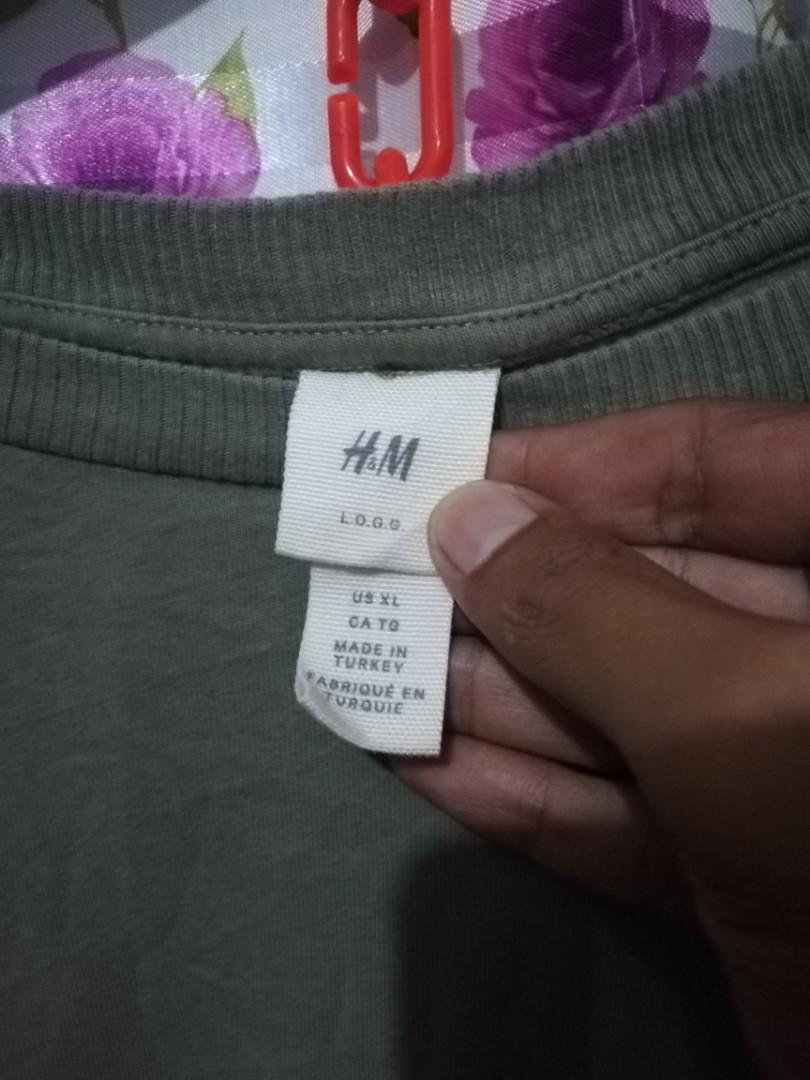 H&M
L.O.G.G.
US XL
CA TG
MADE IN
TURKEY
FABRIQUÉ EN
TURQUIE